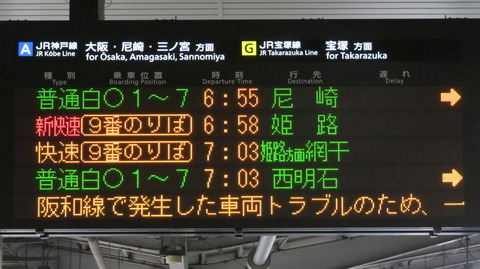 A JR神戸線 JR Kōbe Line 大阪・尼崎・三ノ宮 方面 for Ōsaka, Amagasaki, Sannomiya G JR宝塚線 JR Takarazuka Line 宝塚 方面 for Takarazuka
種別 Type 乗車位置 Boarding Position 時刻 Departure Time 行先 Destination 遅れ Delay
普通 白○1～7 6:55 尼崎 →
新快速 9番のりば 6:58 姫路
快速 9番のりば 7:03 姫路方面網干
普通 白○1～7 7:03 西明石 →
阪和線で発生した車両トラブルのため、一